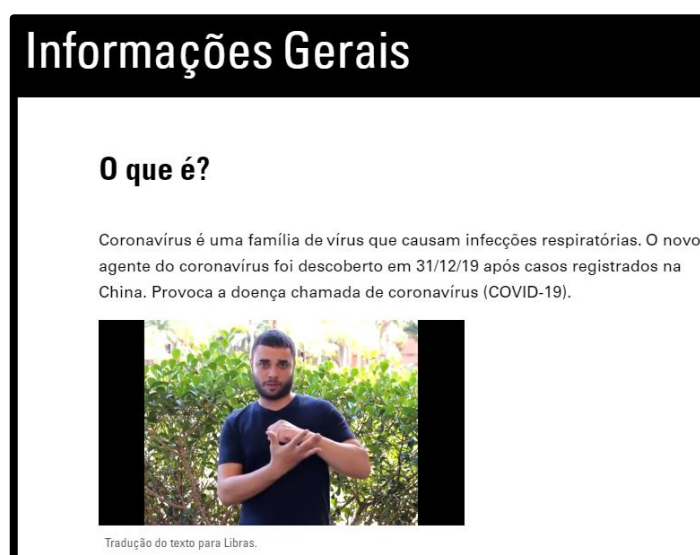 Informações Gerais
O que é?
Coronavírus é uma família de vírus que causam infecções respiratórias. O novo
agente do coronavírus foi descoberto em 31/12/19 após casos registrados na
China. Provoca a doença chamada de coronavírus (COVID-19).
Tradução do texto para Libras.